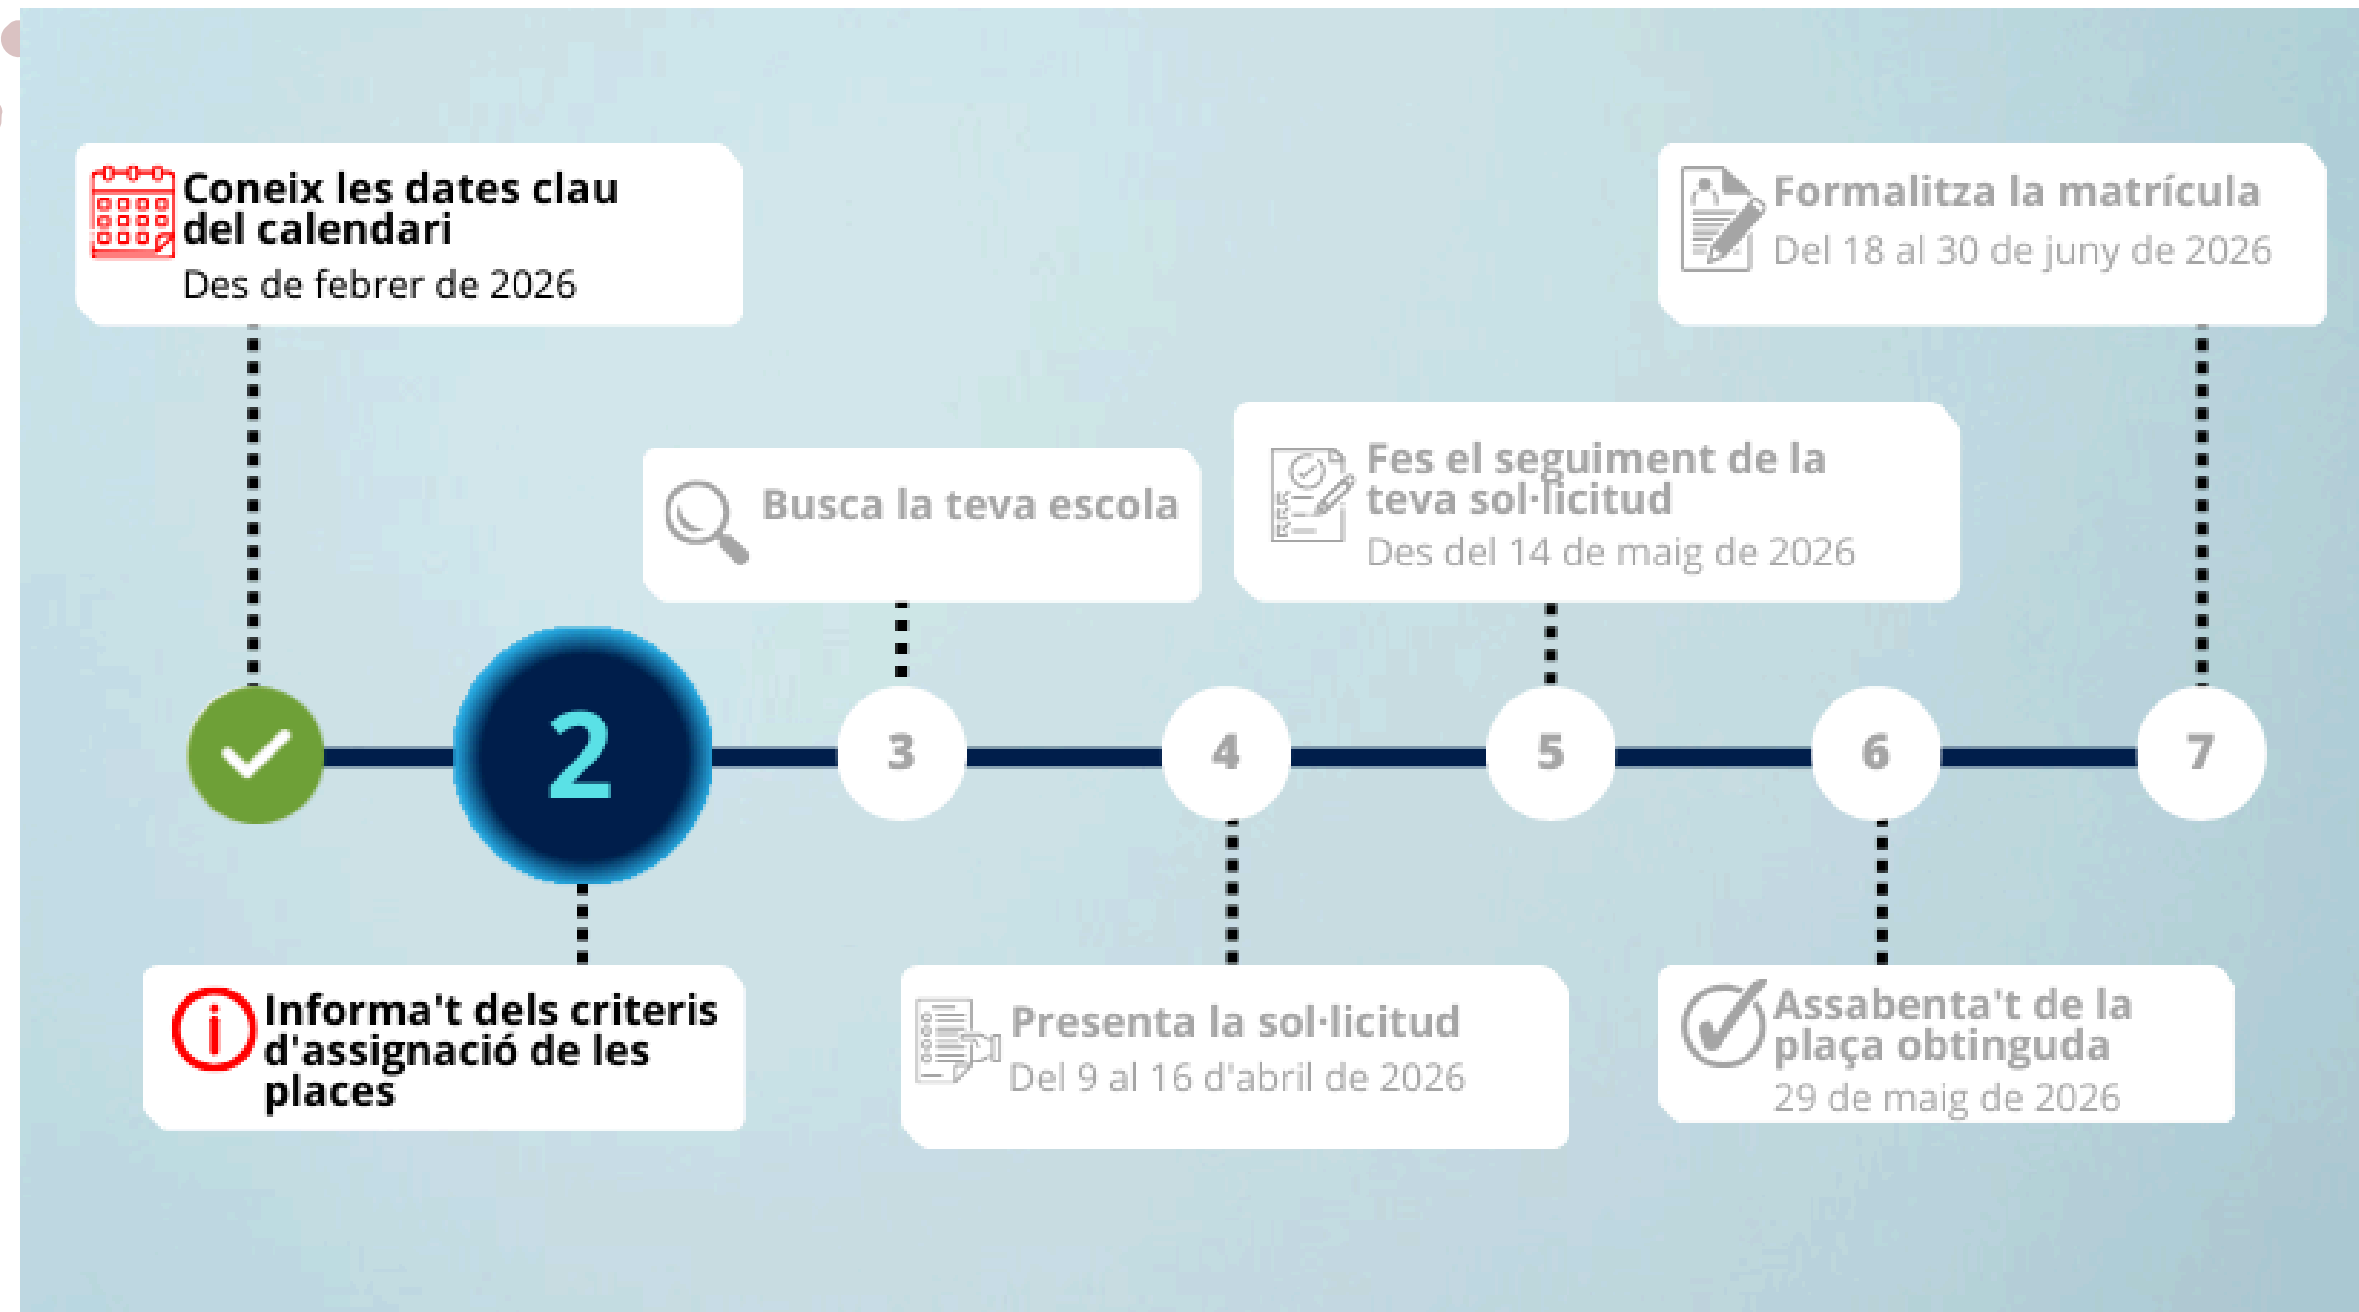 Coneix les dates clau
del calendari
Des de febrer de 2026
Formalitza la matrícula
Del 18 al 30 de juny de 2026
Busca la teva escola
Fes el seguiment de la
teva sol·licitud
Des del 14 de maig de 2026
2
3
4
5
6
7
Informa't dels criteris
d'assignació de les
places
Presenta la sol·licitud
Del 9 al 16 d'abril de 2026
Assabenta't de la
plaça obtinguda
29 de maig de 2026